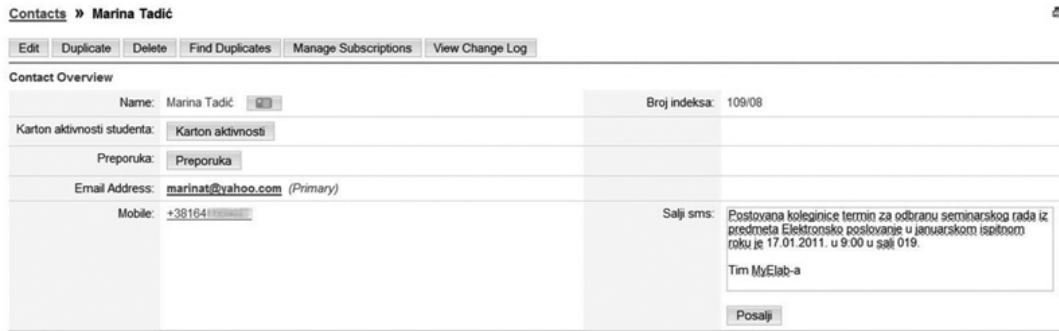 Contacts » Marina Tadić
Edit Duplicate Delete Find Duplicates Manage Subscriptions View Change Log
Contact Overview
Name: Marina Tadić Broj indeksa: 109/08
Karton aktivnosti studenta: Karton aktivnosti
Preporuka: Preporuka
Email Address: marinat@yahoo.com (Primary)
Mobile: +38164 Salji sms: Postovana koleginice termin za odbranu seminarskog rada iz
predmeta Elektronsko poslovanje u januarskom ispitnom
roku je 17.01.2011. u 9:00 u sali 019.
Tim MyElab-a
Posalji